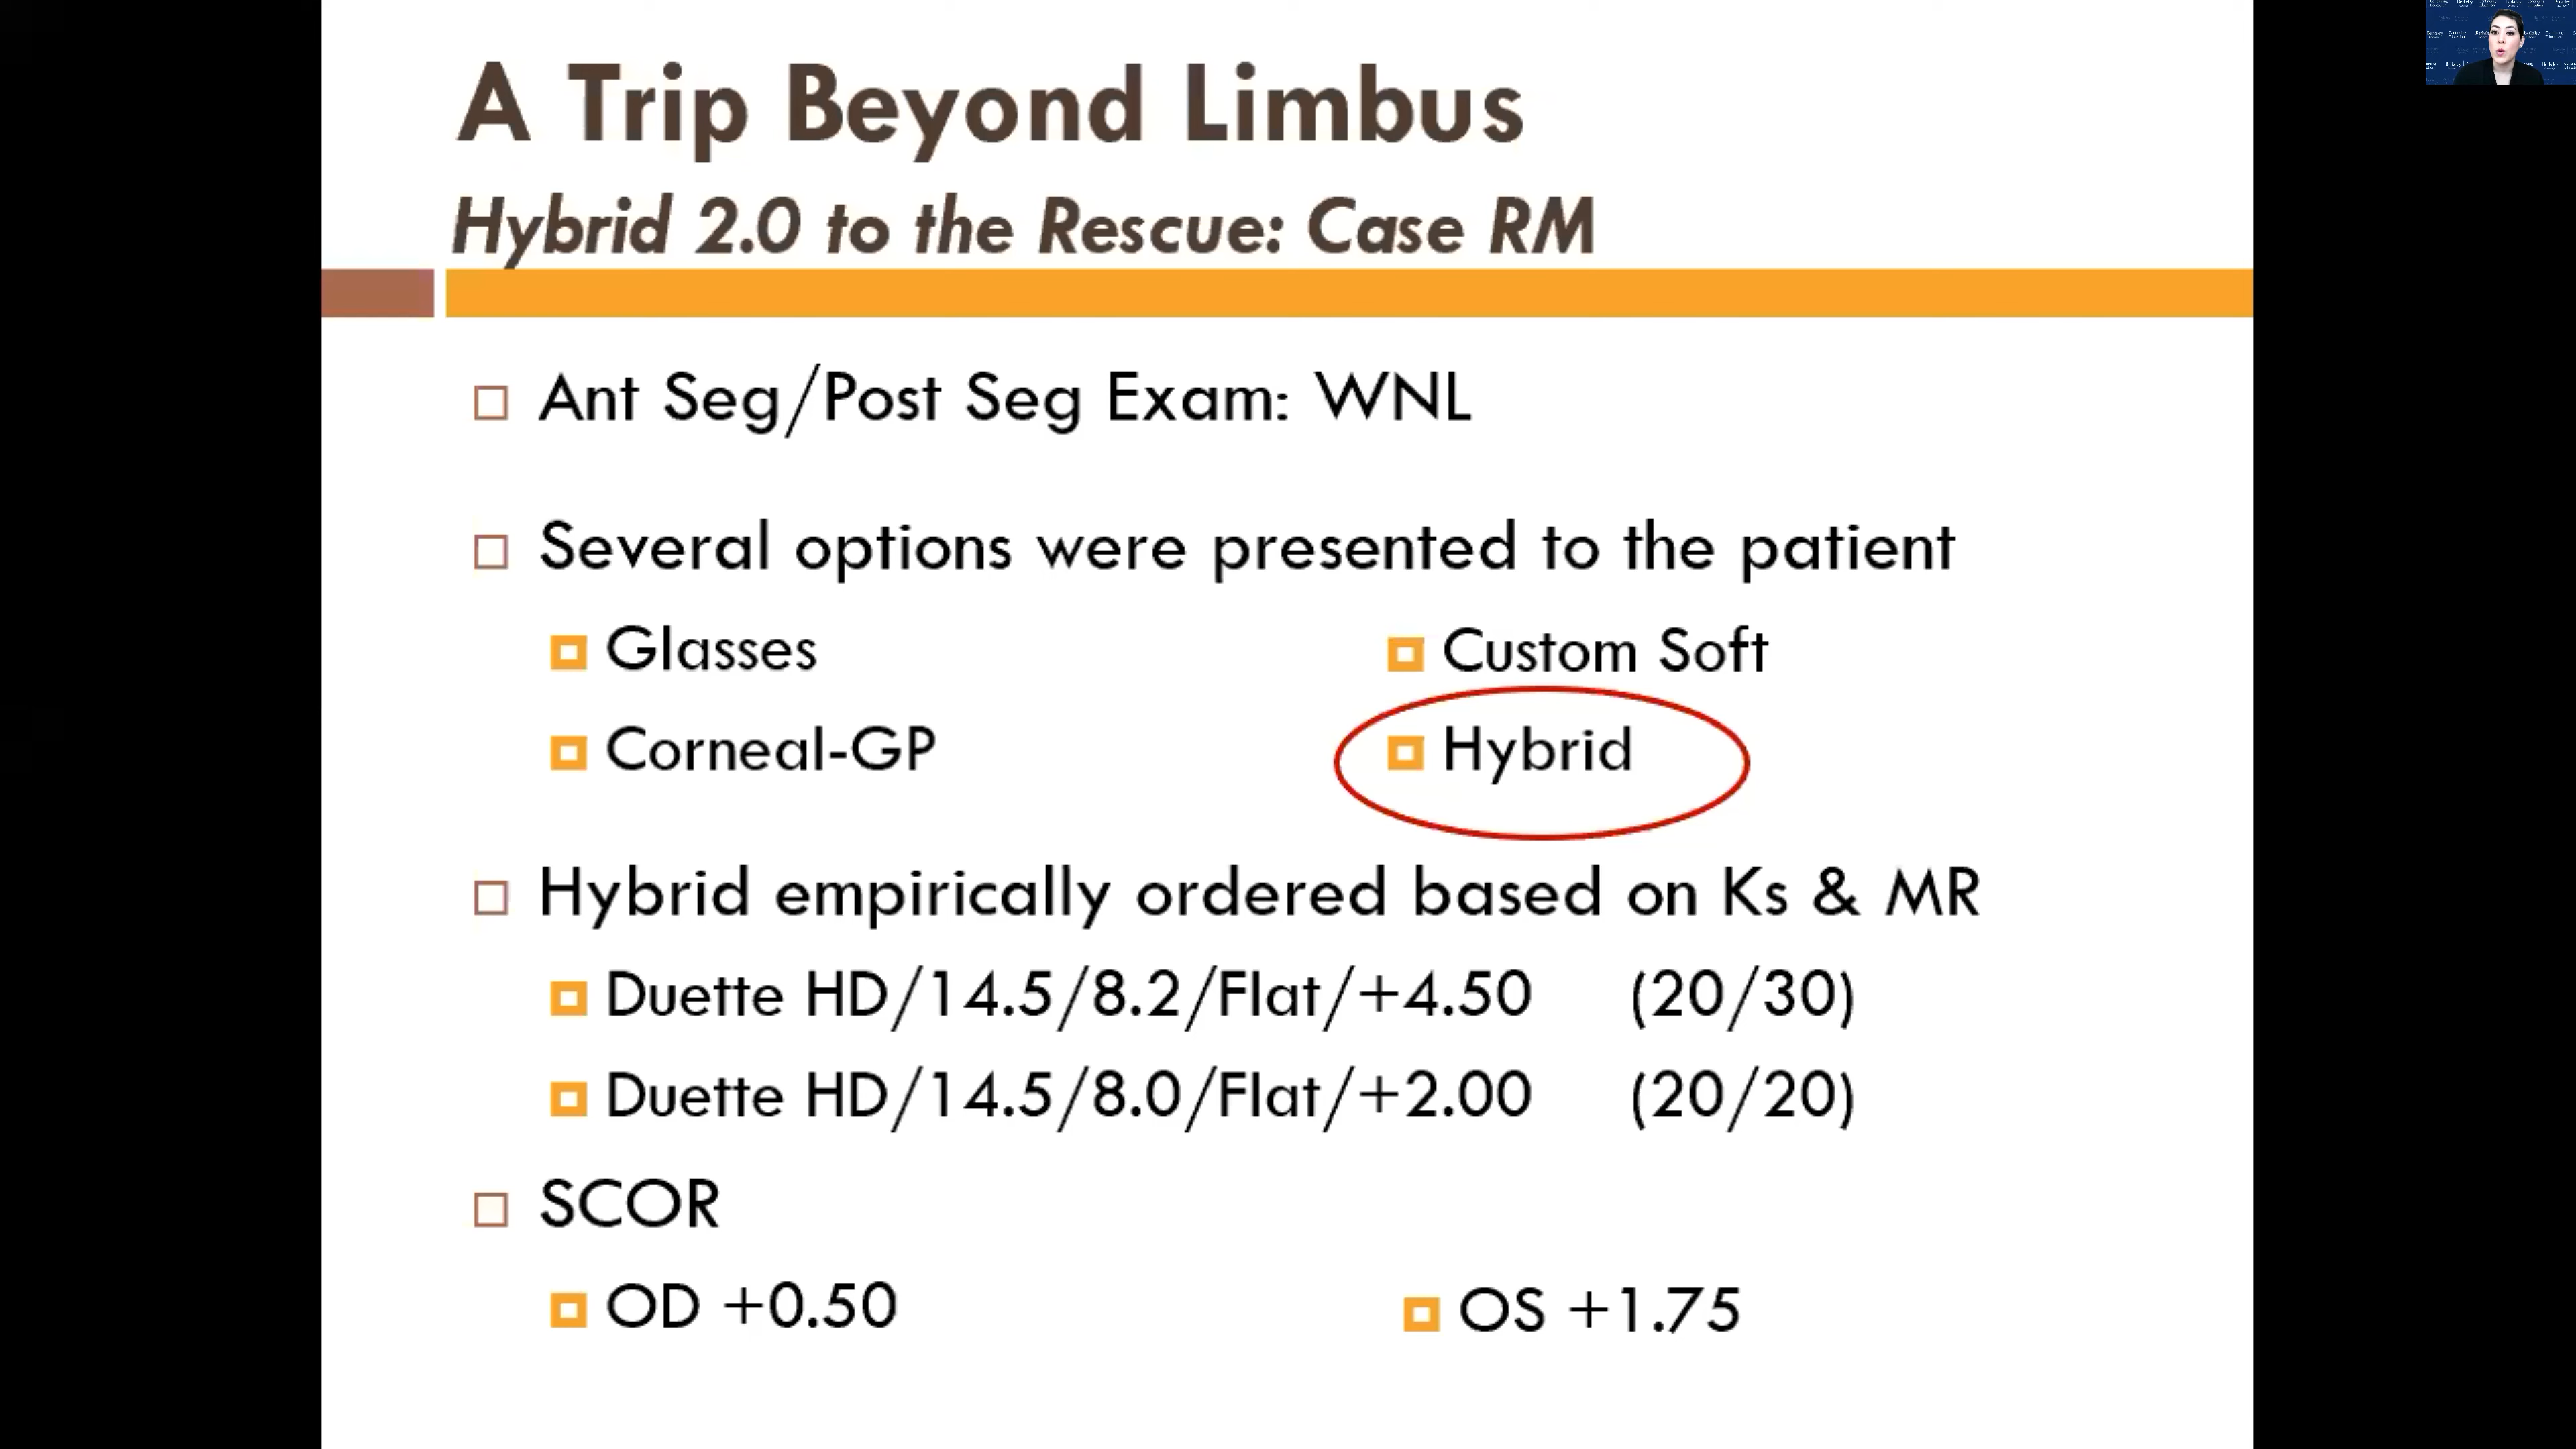 A Trip Beyond Limbus
Hybrid 2.0 to the Rescue: Case RM
Ant Seg/Post Seg Exam: WNL
Several options were presented to the patient
Glasses
Custom Soft
Corneal-GP
Hybrid
Hybrid empirically ordered based on Ks & MR
Duette HD/14.5/8.2/Flat/+4.50 (20/30)
Duette HD/14.5/8.0/Flat/+2.00 (20/20)
SCOR
OD +0.50
OS +1.75